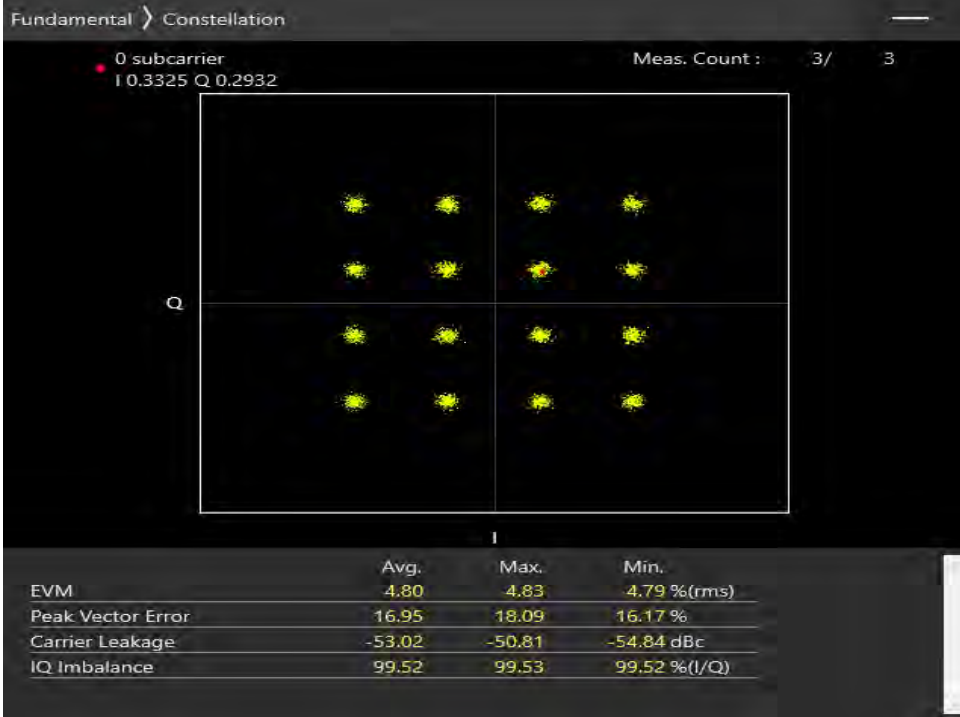 Fundamental 〉 Constellation
0 subcarrier Meas. Count : 3/ 3
I 0.3325 Q 0.2932
Q
I
Avg. Max. Min.
EVM 4.80 4.83 4.79 %(rms)
Peak Vector Error 16.95 18.09 16.17 %
Carrier Leakage -53.02 -50.81 -54.84 dBc
IQ Imbalance 99.52 99.53 99.52 %(I/Q)